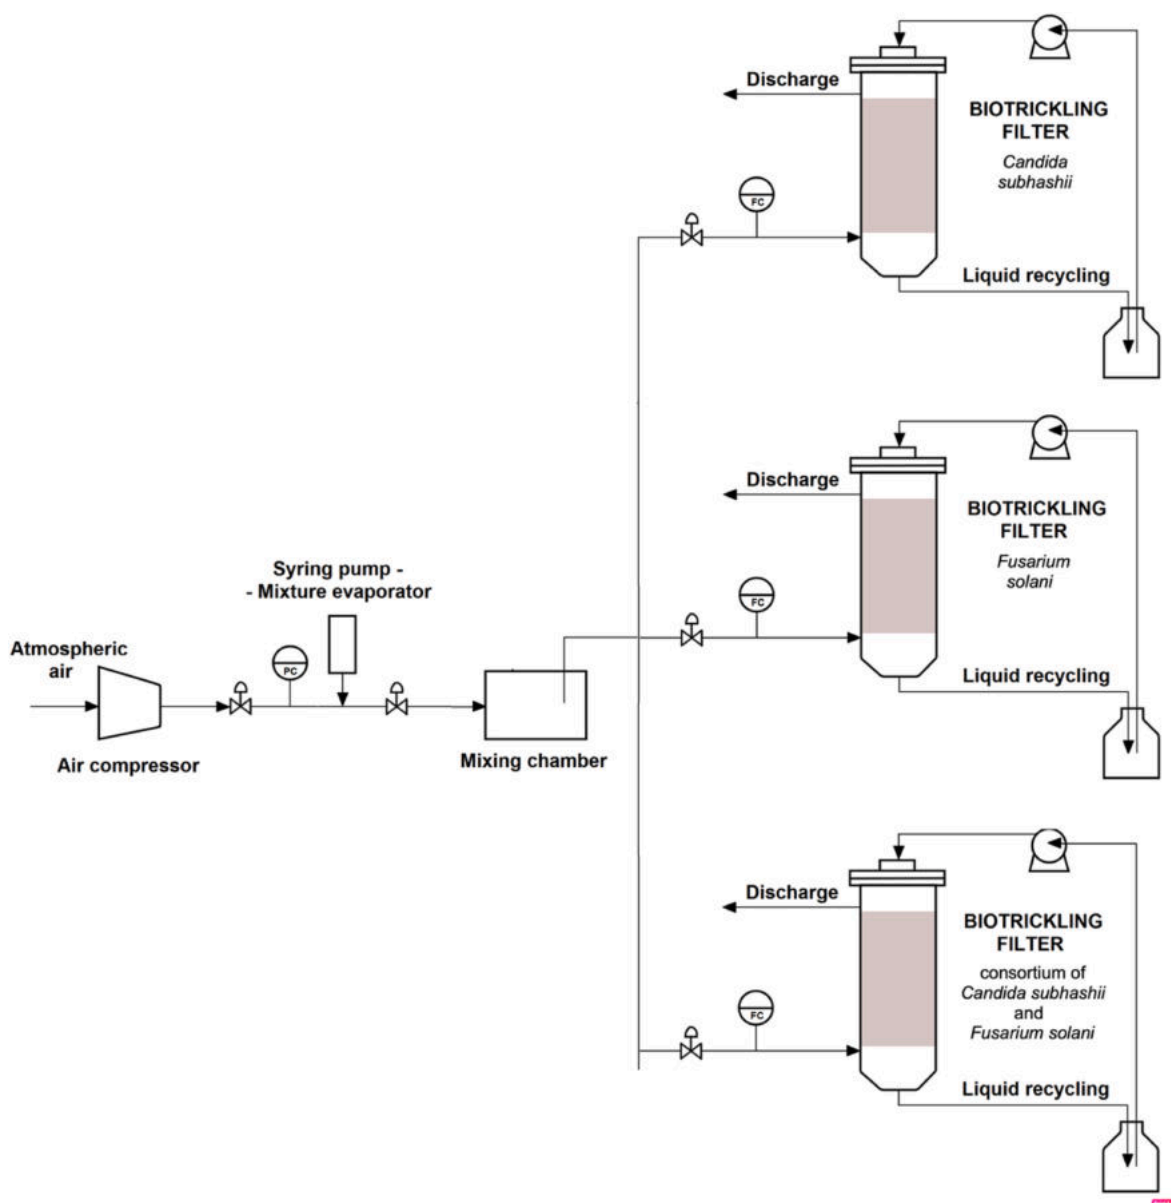 Discharge
BIOTRICKLING
FILTER
Candida
subhashii
FC
Liquid recycling
Discharge
BIOTRICKLING
FILTER
Fusarium
solani
FC
Liquid recycling
Syring pump -
- Mixture evaporator
Atmospheric
air
PC
Air compressor
Mixing chamber
Discharge
BIOTRICKLING
FILTER
consortium of
Candida subhashii
and
Fusarium solani
FC
Liquid recycling